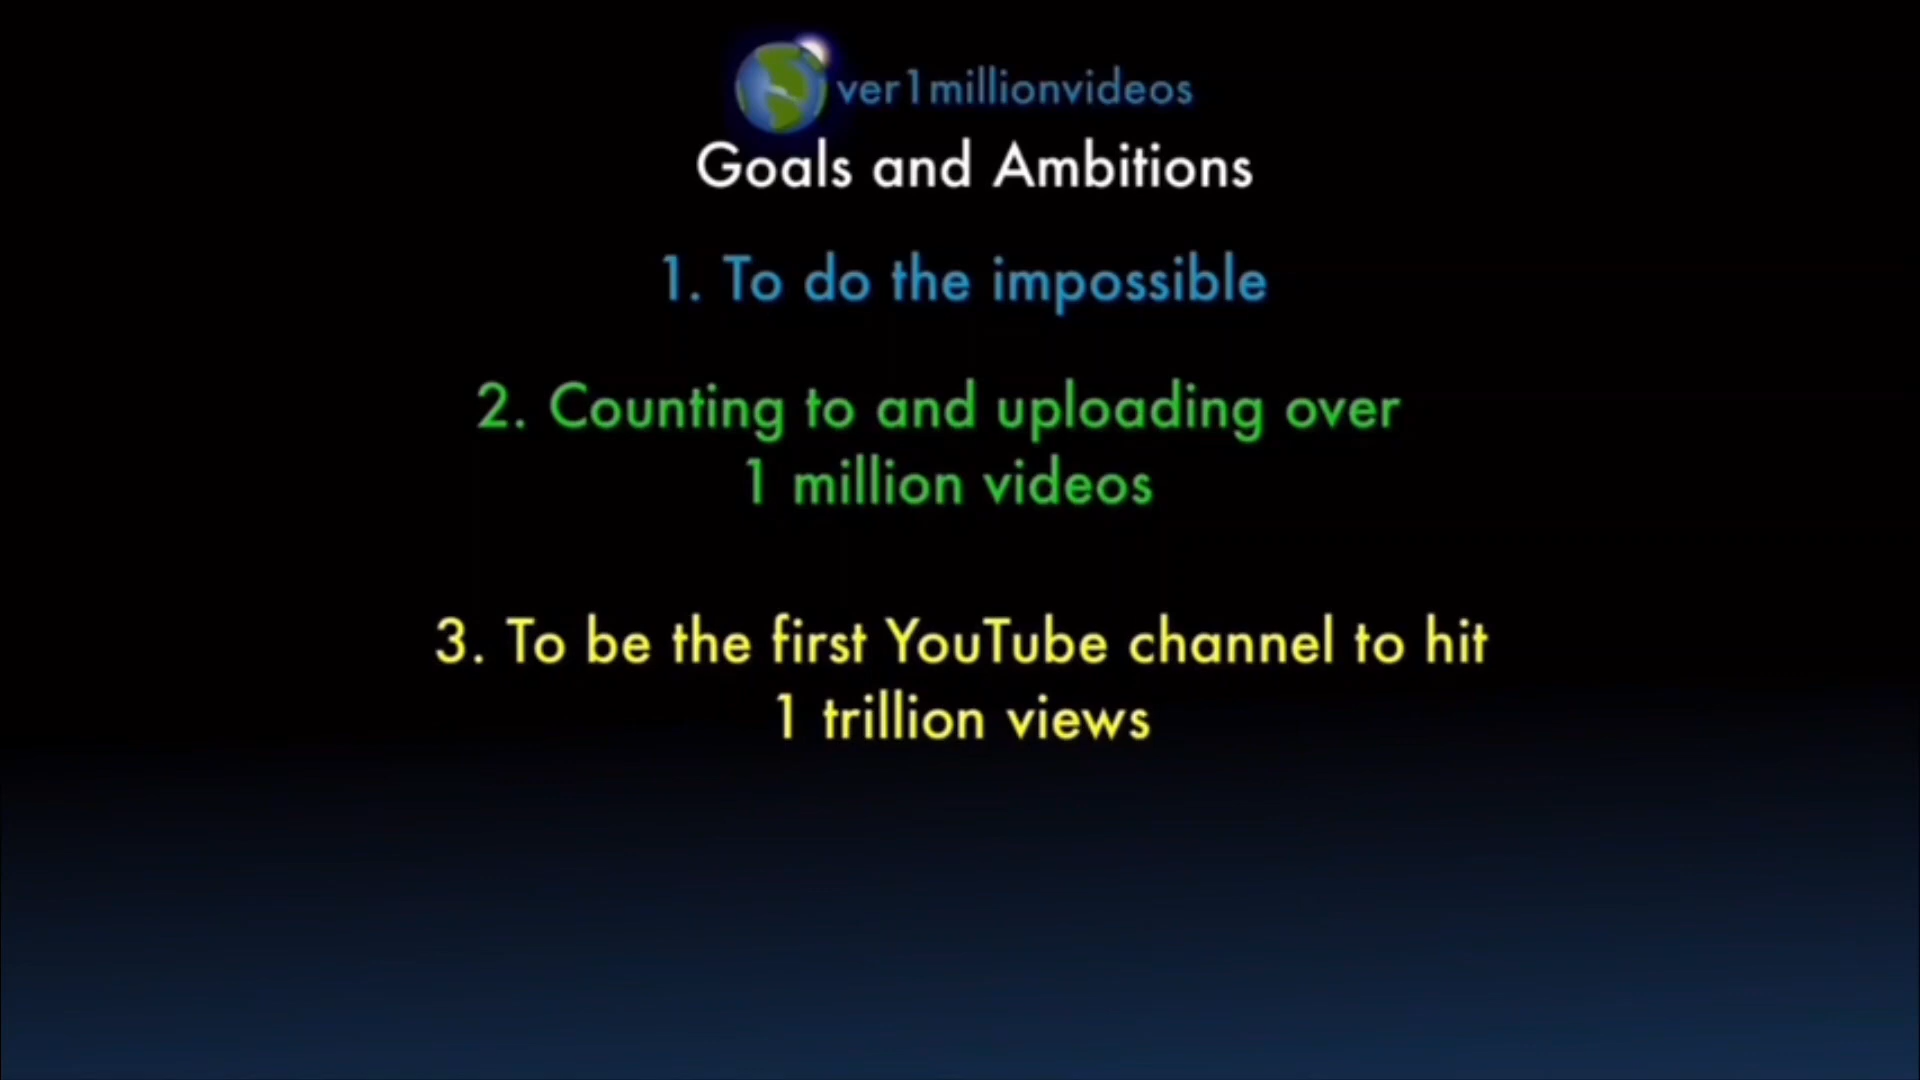 ver1millionvideos
Goals and Ambitions
1. To do the impossible
2. Counting to and uploading over
1 million videos
3. To be the first YouTube channel to hit
1 trillion views